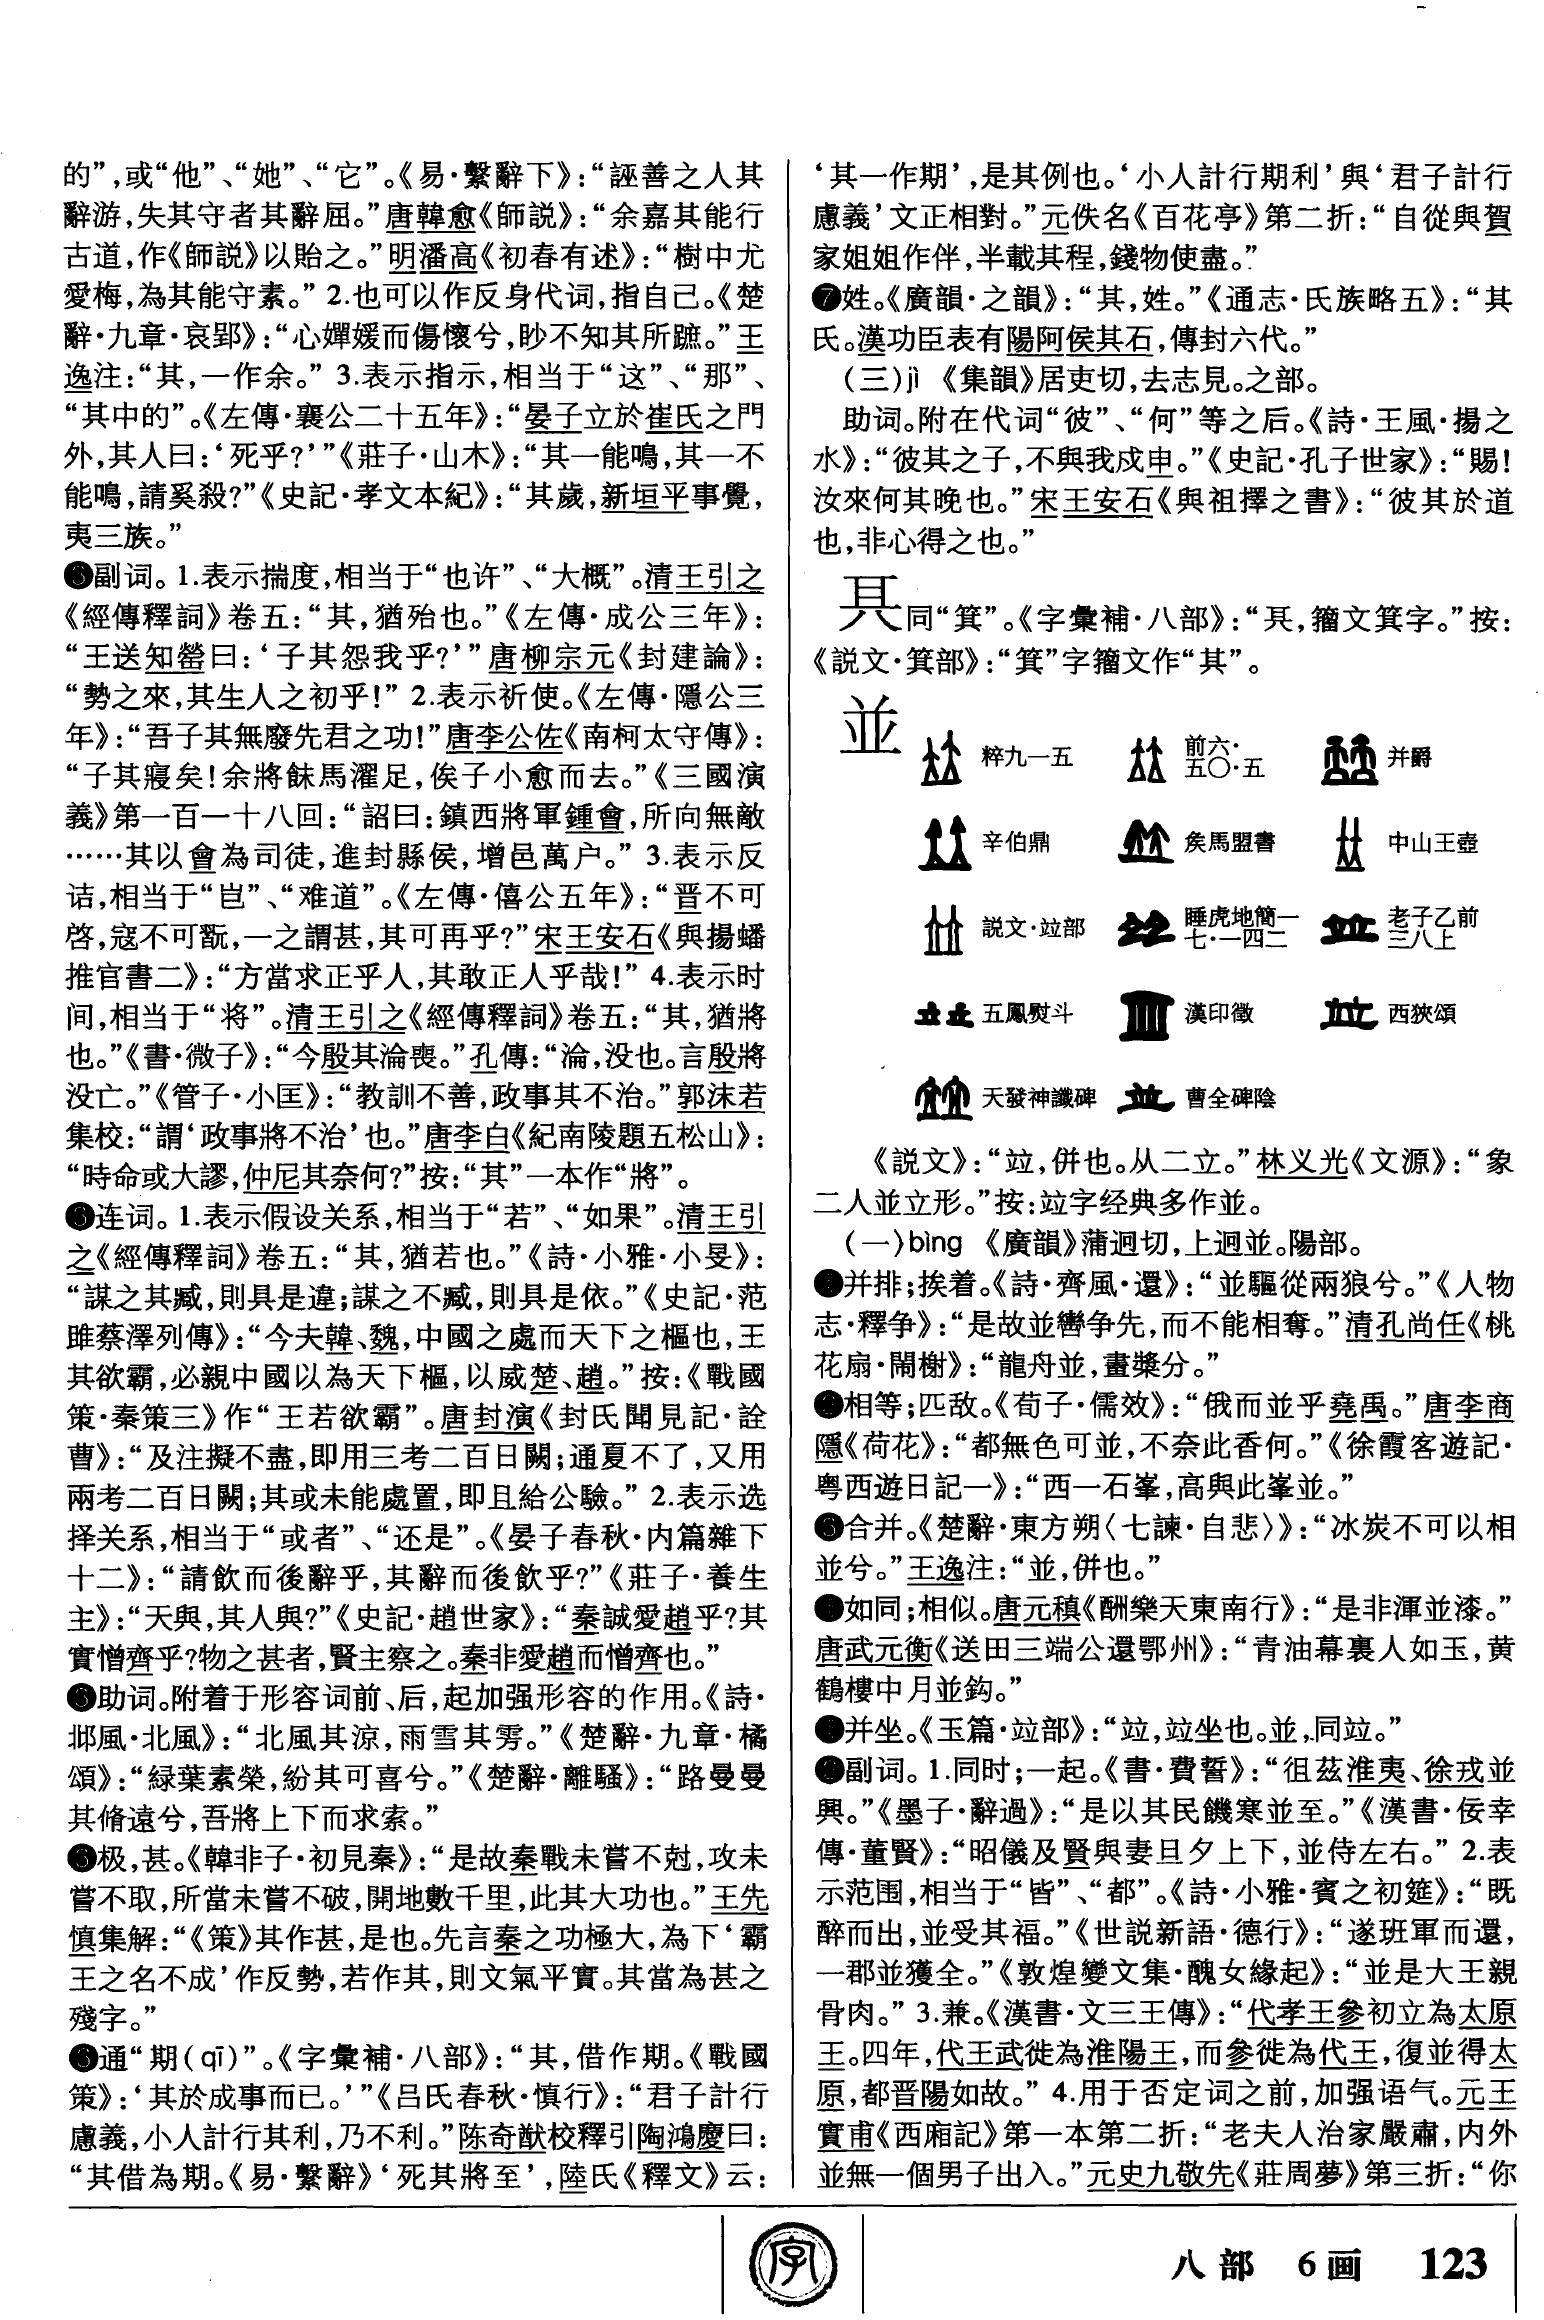 的”,或“他”、“她”、“它”。《易·繫辭下》:“誣善之人其
辭游,失其守者其辭屈。”唐韓愈《師説》:“余嘉其能行
古道,作《師説》以貽之。”明潘高《初春有述》:“樹中尤
愛梅,為其能守素。” 2.也可以作反身代词,指自己。《楚
辭·九章·哀郢》:“心嬋媛而傷懷兮,眇不知其所蹠。”王
逸注:“其,一作余。” 3.表示指示,相当于“这”、“那”、
“其中的”。《左傳·襄公二十五年》:“晏子立於崔氏之門
外,其人曰:‘死乎?’”《莊子·山木》:“其一能鳴,其一不
能鳴,請奚殺?”《史記·孝文本紀》:“其歲,新垣平事覺,
夷三族。”
副词。1.表示揣度,相当于“也许”、“大概”。清王引之
《經傳釋詞》卷五:“其,猶殆也。”《左傳·成公三年》:
“王送知罃曰:‘子其怨我乎?’”唐柳宗元《封建論》:
“勢之來,其生人之初乎!” 2.表示祈使。《左傳·隱公三
年》:“吾子其無廢先君之功!”唐李公佐《南柯太守傳》:
“子其寢矣!余將餗馬濯足,俟子小愈而去。”《三國演
義》第一百一十八回:“詔曰:鎮西將軍鍾會,所向無敵
……其以會為司徒,進封縣侯,增邑萬户。” 3.表示反
诘,相当于“岂”、“难道”。《左傳·僖公五年》:“晋不可
啓,寇不可翫,一之謂甚,其可再乎?”宋王安石《與揚蟠
推官書二》:“方當求正乎人,其敢正人乎哉!” 4.表示时
间,相当于“将”。清王引之《經傳釋詞》卷五:“其,猶將
也。”《書·微子》:“今殷其淪喪。”孔傳:“淪,没也。言殷將
没亡。”《管子·小匡》:“教訓不善,政事其不治。”郭沫若
集校:“謂‘政事將不治’也。”唐李白《紀南陵題五松山》:
“時命或大謬,仲尼其奈何?”按:“其”一本作“將”。
连词。1.表示假设关系,相当于“若”、“如果”。清王引
之《經傳釋詞》卷五:“其,猶若也。”《詩·小雅·小旻》:
“謀之其臧,則具是違;謀之不臧,則具是依。”《史記·范
雎蔡澤列傳》:“今夫韓、魏,中國之處而天下之樞也,王
其欲霸,必親中國以為天下樞,以威楚、趙。”按:《戰國
策·秦策三》作“王若欲霸”。唐封演《封氏聞見記·詮
曹》:“及注擬不盡,即用三考二百日闕;通夏不了,又用
兩考二百日闕;其或未能處置,即且給公驗。” 2.表示选
择关系,相当于“或者”、“还是”。《晏子春秋·内篇雜下
十二》:“請飲而後辭乎,其辭而後飲乎?”《莊子·養生
主》:“天與,其人與?”《史記·趙世家》:“秦誠愛趙乎?其
實憎齊乎?物之甚者,賢主察之。秦非愛趙而憎齊也。”
助词。附着于形容词前、后,起加强形容的作用。《詩·
邶風·北風》:“北風其涼,雨雪其雱。”《楚辭·九章·橘
頌》:“緑葉素榮,紛其可喜兮。”《楚辭·離騷》:“路曼曼
其脩遠兮,吾將上下而求索。”
极,甚。《韓非子·初見秦》:“是故秦戰未嘗不尅,攻未
嘗不取,所當未嘗不破,開地數千里,此其大功也。”王先
慎集解:“《策》其作甚,是也。先言秦之功極大,為下‘霸
王之名不成’作反勢,若作其,則文氣平實。其當為甚之
殘字。”
通“期(qī)”。《字彙補·八部》:“其,借作期。《戰國
策》:‘其於成事而已。’”《吕氏春秋·慎行》:“君子計行
慮義,小人計行其利,乃不利。”陈奇猷校釋引陶鴻慶曰:
“其借為期。《易·繫辭》‘死其將至’,陸氏《釋文》云:
‘其一作期’,是其例也。‘小人計行期利’與‘君子計行
慮義’文正相對。”元佚名《百花亭》第二折:“自從與賀
家姐姐作伴,半載其程,錢物使盡。”
❼姓。《廣韻·之韻》:“其,姓。”《通志·氏族略五》:“其
氏。漢功臣表有陽阿侯其石,傳封六代。”
(三)jì 《集韻》居吏切,去志見。之部。
助词。附在代词“彼”、“何”等之后。《詩·王風·揚之
水》:“彼其之子,不與我戍申。”《史記·孔子世家》:“賜!
汝來何其晚也。”宋王安石《與祖擇之書》:“彼其於道
也,非心得之也。”
同“箕”。《字彙補·八部》:“,籀文箕字。”按:
《説文·箕部》:“箕”字籀文作“其”。
並
粹九一五 前六·五〇·五 并爵
辛伯鼎 矦馬盟書 中山王壺
説文·竝部 睡虎地簡一七·一四二 老子乙前三八上
五鳳熨斗 漢印徵 西狹頌
天發神讖碑 曹全碑陰
《説文》:“竝,併也。从二立。”林义光《文源》:“象
二人並立形。”按:竝字经典多作並。
(一)bìng 《廣韻》蒲迥切,上迥並。陽部。
并排;挨着。《詩·齊風·還》:“並驅從兩狼兮。”《人物
志·釋争》:“是故並轡争先,而不能相奪。”清孔尚任《桃
花扇·鬧榭》:“龍舟並,畫槳分。”
相等;匹敌。《荀子·儒效》:“俄而並乎堯禹。”唐李商
隱《荷花》:“都無色可並,不奈此香何。”《徐霞客遊記·
粤西遊日記一》:“西一石峯,高與此峯並。”
合并。《楚辭·東方朔〈七諫·自悲〉》:“冰炭不可以相
並兮。”王逸注:“並,併也。”
如同;相似。唐元稹《酬樂天東南行》:“是非渾並漆。”
唐武元衡《送田三端公還鄂州》:“青油幕裏人如玉,黄
鶴樓中月並鈎。”
并坐。《玉篇·竝部》:“竝,竝坐也。並,同竝。”
副词。1.同时;一起。《書·費誓》:“徂茲淮夷、徐戎並
興。”《墨子·辭過》:“是以其民饑寒並至。”《漢書·佞幸
傳·董賢》:“昭儀及賢與妻旦夕上下,並侍左右。” 2.表
示范围,相当于“皆”、“都”。《詩·小雅·賓之初筵》:“既
醉而出,並受其福。”《世説新語·德行》:“遂班軍而還,
一郡並獲全。”《敦煌變文集·醜女緣起》:“並是大王親
骨肉。” 3.兼。《漢書·文三王傳》:“代孝王參初立為太原
王。四年,代王武徙為淮陽王,而參徙為代王,復並得太
原,都晋陽如故。” 4.用于否定词之前,加强语气。元王
實甫《西廂記》第一本第二折:“老夫人治家嚴肅,内外
並無一個男子出入。”元史九敬先《莊周夢》第三折:“你
字
八部 6画 123